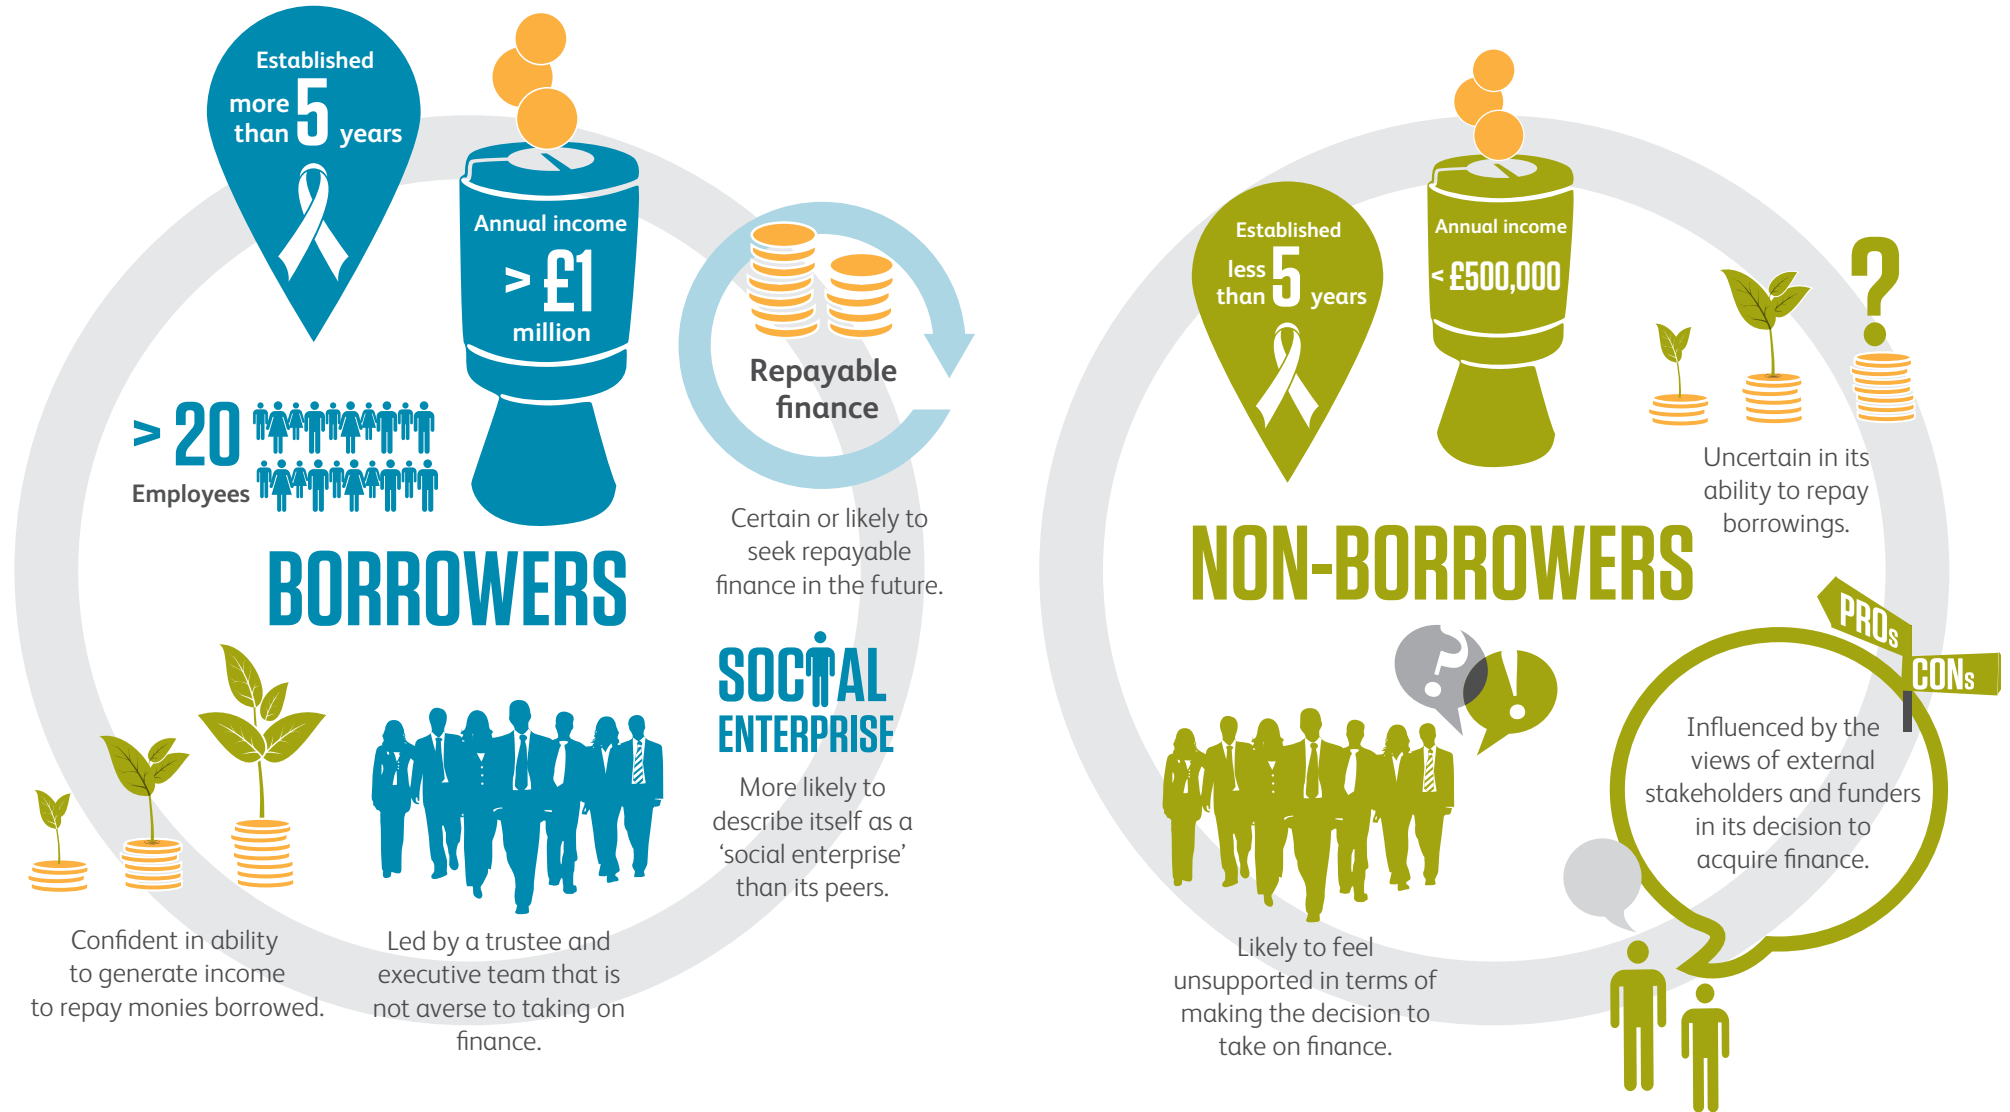 Established
more
than 5 years
Annual income
> £1
million
> 20
Employees
Repayable
finance
Certain or likely to
seek repayable
finance in the future.
BORROWERS
SOCIAL
ENTERPRISE
More likely to
describe itself as a
‘social enterprise’
than its peers.
Confident in ability
to generate income
to repay monies borrowed.
Led by a trustee and
executive team that is
not averse to taking on
finance.
Established
less
than 5 years
Annual income
< £500,000
?
Uncertain in its
ability to repay
borrowings.
NON-BORROWERS
? !
PROs
CONs
Influenced by the
views of external
stakeholders and funders
in its decision to
acquire finance.
Likely to feel
unsupported in terms of
making the decision to
take on finance.